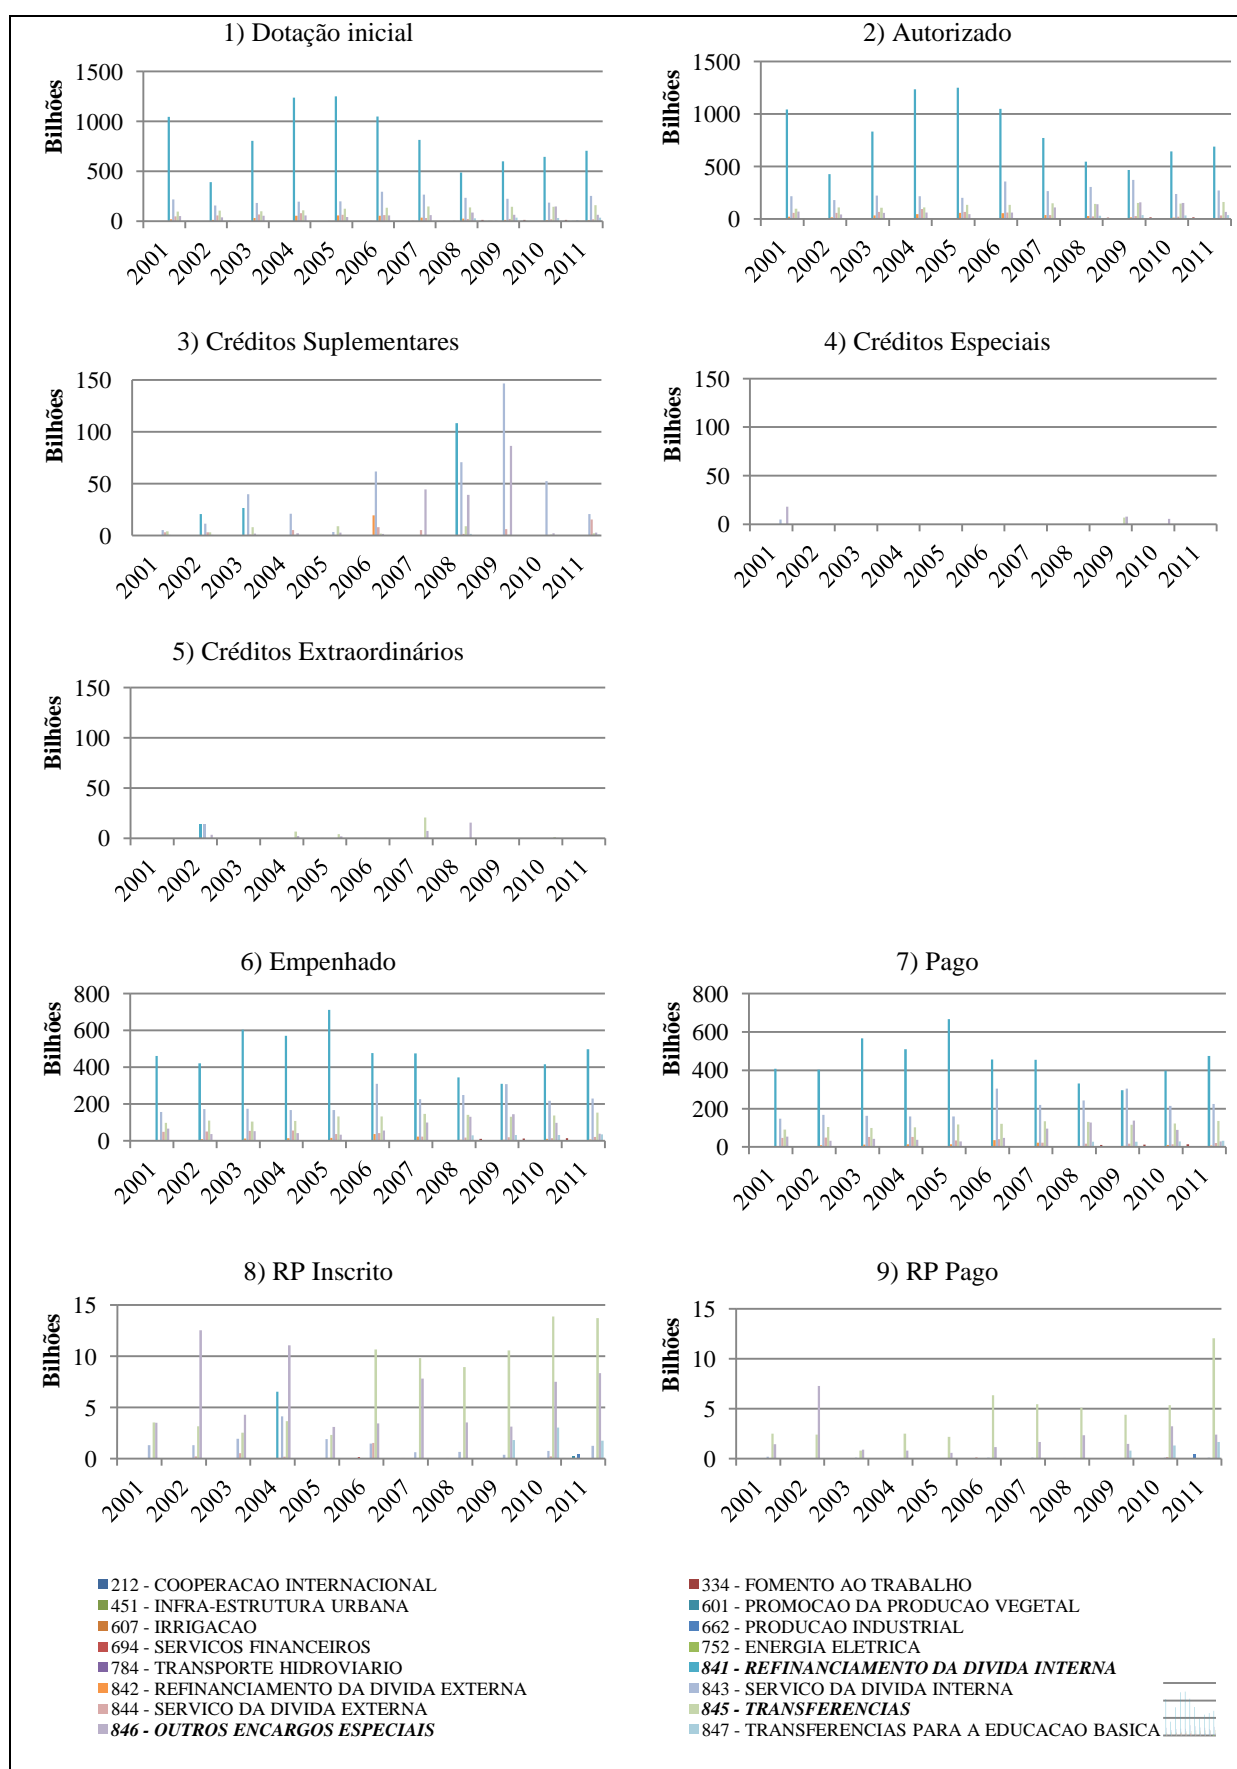 1) Dotação inicial
Bilhões
1500
1000
500
0
2001 2002 2003 2004 2005 2006 2007 2008 2009 2010 2011
2) Autorizado
Bilhões
1500
1000
500
0
2001 2002 2003 2004 2005 2006 2007 2008 2009 2010 2011
3) Créditos Suplementares
Bilhões
150
100
50
0
2001 2002 2003 2004 2005 2006 2007 2008 2009 2010 2011
4) Créditos Especiais
Bilhões
150
100
50
0
2001 2002 2003 2004 2005 2006 2007 2008 2009 2010 2011
5) Créditos Extraordinários
Bilhões
150
100
50
0
2001 2002 2003 2004 2005 2006 2007 2008 2009 2010 2011
6) Empenhado
Bilhões
800
600
400
200
0
2001 2002 2003 2004 2005 2006 2007 2008 2009 2010 2011
7) Pago
Bilhões
800
600
400
200
0
2001 2002 2003 2004 2005 2006 2007 2008 2009 2010 2011
8) RP Inscrito
Bilhões
15
10
5
0
2001 2002 2003 2004 2005 2006 2007 2008 2009 2010 2011
9) RP Pago
Bilhões
15
10
5
0
2001 2002 2003 2004 2005 2006 2007 2008 2009 2010 2011
212 - COOPERACAO INTERNACIONAL
334 - FOMENTO AO TRABALHO
451 - INFRA-ESTRUTURA URBANA
601 - PROMOCAO DA PRODUCAO VEGETAL
607 - IRRIGACAO
662 - PRODUCAO INDUSTRIAL
694 - SERVICOS FINANCEIROS
752 - ENERGIA ELETRICA
784 - TRANSPORTE HIDROVIARIO
841 - REFINANCIAMENTO DA DIVIDA INTERNA
842 - REFINANCIAMENTO DA DIVIDA EXTERNA
843 - SERVICO DA DIVIDA INTERNA
844 - SERVICO DA DIVIDA EXTERNA
845 - TRANSFERENCIAS
846 - OUTROS ENCARGOS ESPECIAIS
847 - TRANSFERENCIAS PARA A EDUCACAO BASICA